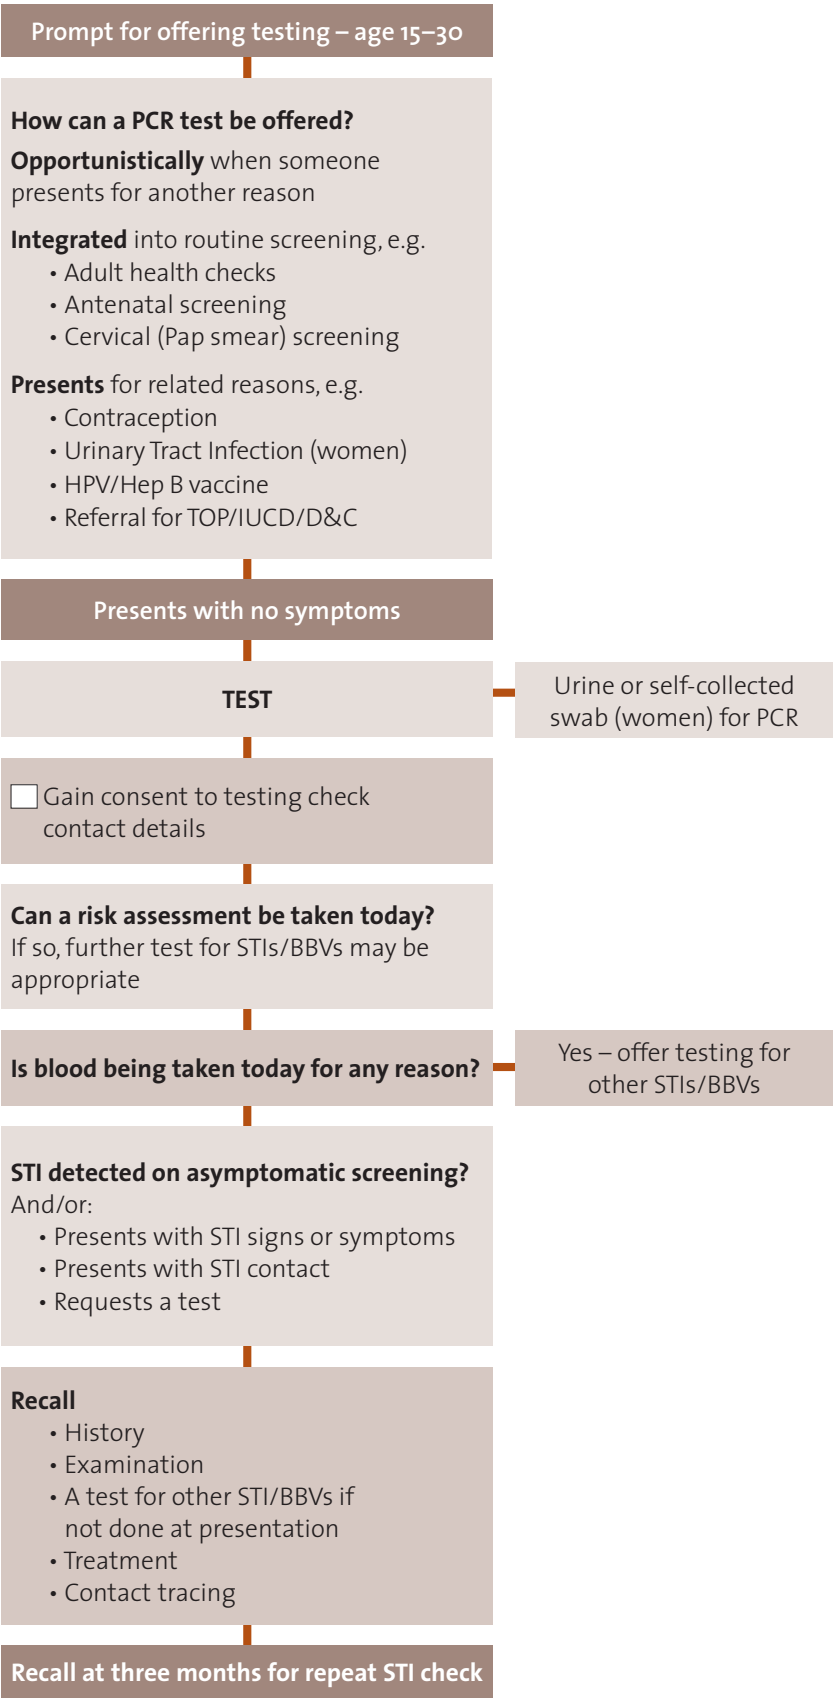 Prompt for offering testing – age 15–30
How can a PCR test be offered?
Opportunistically when someone
presents for another reason
Integrated into routine screening, e.g.
• Adult health checks
• Antenatal screening
• Cervical (Pap smear) screening
Presents for related reasons, e.g.
• Contraception
• Urinary Tract Infection (women)
• HPV/Hep B vaccine
• Referral for TOP/IUCD/D&C
Presents with no symptoms
TEST
Urine or self-collected
swab (women) for PCR
Gain consent to testing check
contact details
Can a risk assessment be taken today?
If so, further test for STIs/BBVs may be
appropriate
Is blood being taken today for any reason?
Yes – offer testing for
other STIs/BBVs
STI detected on asymptomatic screening?
And/or:
• Presents with STI signs or symptoms
• Presents with STI contact
• Requests a test
Recall
• History
• Examination
• A test for other STI/BBVs if
not done at presentation
• Treatment
• Contact tracing
Recall at three months for repeat STI check